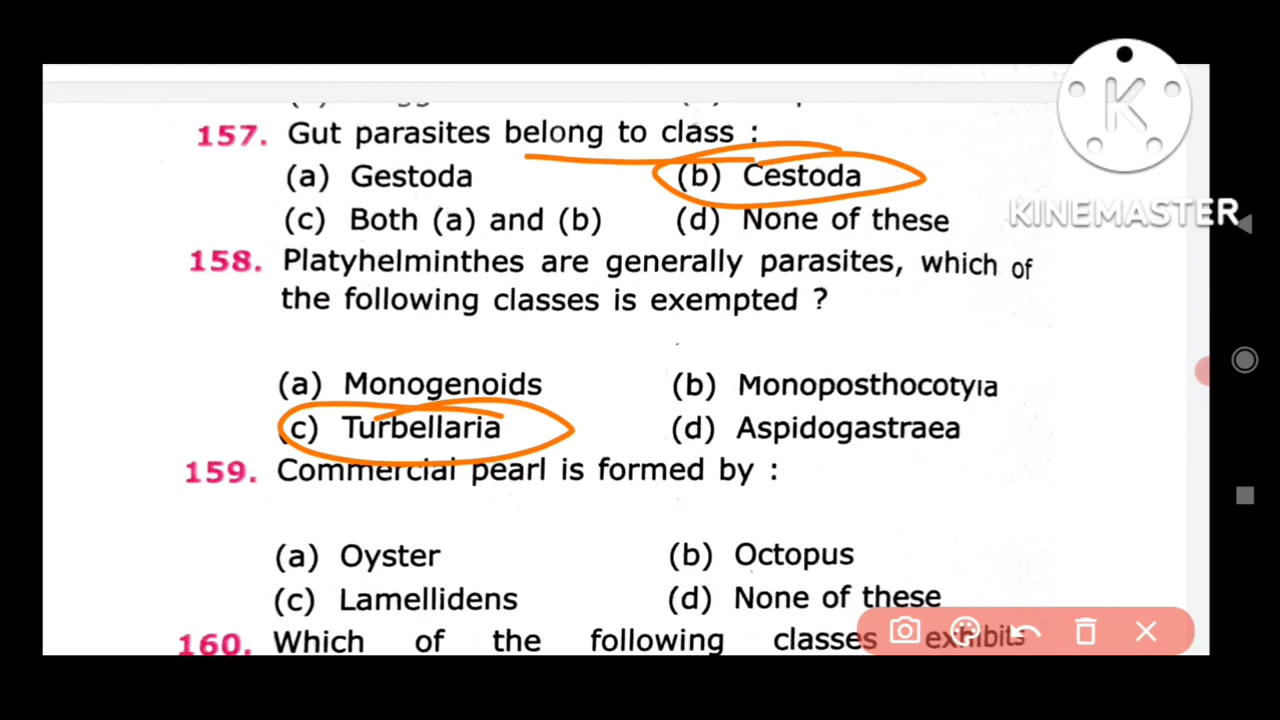 157. Gut parasites belong to class :
(a) Gestoda (b) Cestoda
(c) Both (a) and (b) (d) None of these
158. Platyhelminthes are generally parasites, which of
the following classes is exempted ?
(a) Monogenoids (b) Monoposthocotyla
(c) Turbellaria (d) Aspidogastraea
159. Commercial pearl is formed by :
(a) Oyster (b) Octopus
(c) Lamellidens (d) None of these
160. Which of the following classes exhibits
K
KINEMASTER